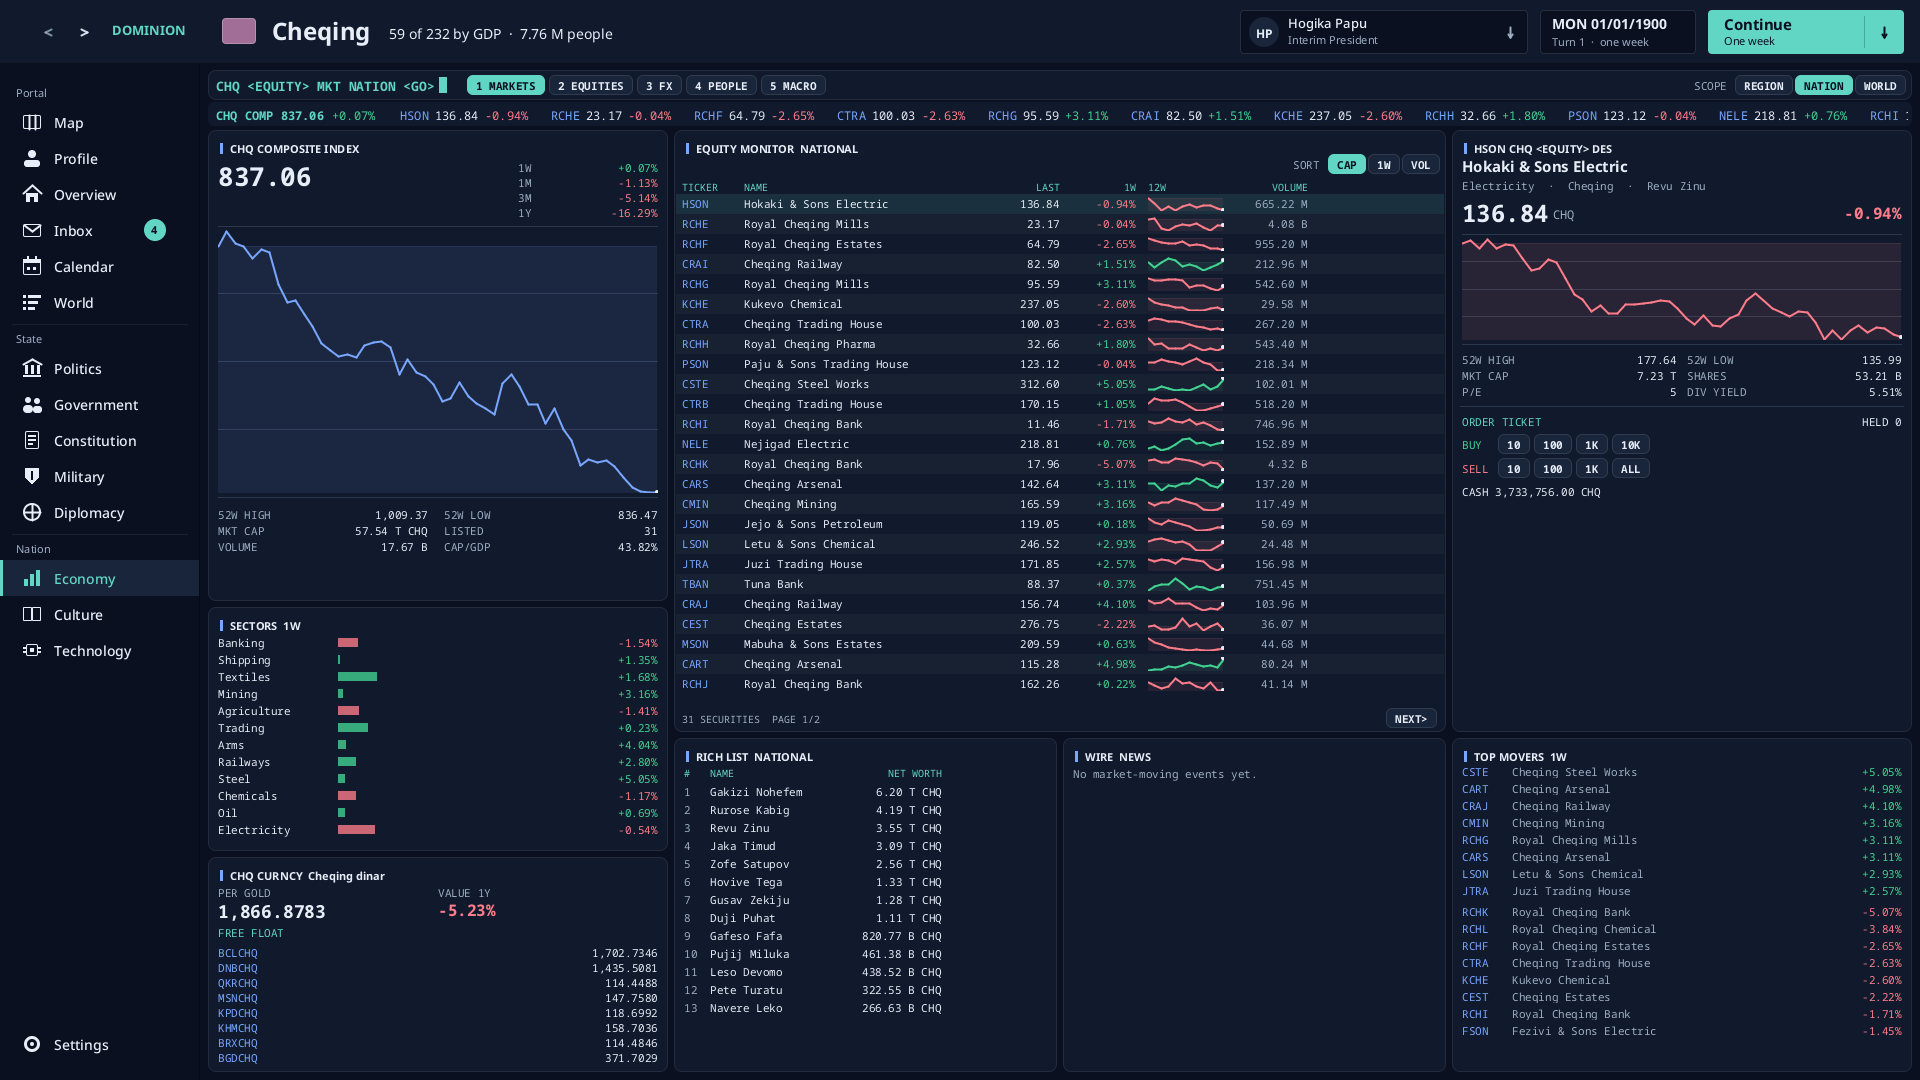 < > DOMINION
Cheqing 59 of 232 by GDP · 7.76 M people
HP Hogika Papu
Interim President
↓
MON 01/01/1900
Turn 1 · one week
Continue
One week
↓
Portal
Map
Profile
Overview
Inbox 4
Calendar
World
State
Politics
Government
Constitution
Military
Diplomacy
Nation
Economy
Culture
Technology
Settings
CHQ <EQUITY> MKT NATION <GO> 1 MARKETS 2 EQUITIES 3 FX 4 PEOPLE 5 MACRO SCOPE REGION NATION WORLD
CHQ COMP 837.06 +0.07% HSON 136.84 -0.94% RCHE 23.17 -0.04% RCHF 64.79 -2.65% CTRA 100.03 -2.63% RCHG 95.59 +3.11% CRAI 82.50 +1.51% KCHE 237.05 -2.60% RCHH 32.66 +1.80% PSON 123.12 -0.04% NELE 218.81 +0.76% RCHI
CHQ COMPOSITE INDEX
837.06
1W +0.07%
1M -1.13%
3M -5.14%
1Y -16.29%
52W HIGH 1,009.37 52W LOW 836.47
MKT CAP 57.54 T CHQ LISTED 31
VOLUME 17.67 B CAP/GDP 43.82%
SECTORS 1W
Banking -1.54%
Shipping +1.35%
Textiles +1.68%
Mining +3.16%
Agriculture -1.41%
Trading +0.23%
Arms +4.04%
Railways +2.80%
Steel +5.05%
Chemicals -1.17%
Oil +0.69%
Electricity -0.54%
CHQ CURNCY Cheqing dinar
PER GOLD VALUE 1Y
1,866.8783 -5.23%
FREE FLOAT
BCLCHQ 1,702.7346
DNBCHQ 1,435.5081
QKRCHQ 114.4488
MSNCHQ 147.7580
KPDCHQ 118.6992
KHMCHQ 158.7036
BRXCHQ 114.4846
BGDCHQ 371.7029
EQUITY MONITOR NATIONAL
SORT CAP 1W VOL
TICKER NAME LAST 1W 12W VOLUME
HSON Hokaki & Sons Electric 136.84 -0.94% 665.22 M
RCHE Royal Cheqing Mills 23.17 -0.04% 4.08 B
RCHF Royal Cheqing Estates 64.79 -2.65% 955.20 M
CRAI Cheqing Railway 82.50 +1.51% 212.96 M
RCHG Royal Cheqing Mills 95.59 +3.11% 542.60 M
KCHE Kukevo Chemical 237.05 -2.60% 29.58 M
CTRA Cheqing Trading House 100.03 -2.63% 267.20 M
RCHH Royal Cheqing Pharma 32.66 +1.80% 543.40 M
PSON Paju & Sons Trading House 123.12 -0.04% 218.34 M
CSTE Cheqing Steel Works 312.60 +5.05% 102.01 M
CTRB Cheqing Trading House 170.15 +1.05% 518.20 M
RCHI Royal Cheqing Bank 11.46 -1.71% 746.96 M
NELE Nejigad Electric 218.81 +0.76% 152.89 M
RCHK Royal Cheqing Bank 17.96 -5.07% 4.32 B
CARS Cheqing Arsenal 142.64 +3.11% 137.20 M
CMIN Cheqing Mining 165.59 +3.16% 117.49 M
JSON Jejo & Sons Petroleum 119.05 +0.18% 50.69 M
LSON Letu & Sons Chemical 246.52 +2.93% 24.48 M
JTRA Juzi Trading House 171.85 +2.57% 156.98 M
TBAN Tuna Bank 88.37 +0.37% 751.45 M
CRAJ Cheqing Railway 156.74 +4.10% 103.96 M
CEST Cheqing Estates 276.75 -2.22% 36.07 M
MSON Mabuha & Sons Estates 209.59 +0.63% 44.68 M
CART Cheqing Arsenal 115.28 +4.98% 80.24 M
RCHJ Royal Cheqing Bank 162.26 +0.22% 41.14 M
31 SECURITIES PAGE 1/2 NEXT>
RICH LIST NATIONAL
# NAME NET WORTH
1 Gakizi Nohefem 6.20 T CHQ
2 Rurose Kabig 4.19 T CHQ
3 Revu Zinu 3.55 T CHQ
4 Jaka Timud 3.09 T CHQ
5 Zofe Satupov 2.56 T CHQ
6 Hovive Tega 1.33 T CHQ
7 Gusav Zekiju 1.28 T CHQ
8 Duji Puhat 1.11 T CHQ
9 Gafeso Fafa 820.77 B CHQ
10 Pujij Miluka 461.38 B CHQ
11 Leso Devomo 438.52 B CHQ
12 Pete Turatu 322.55 B CHQ
13 Navere Leko 266.63 B CHQ
WIRE NEWS
No market-moving events yet.
HSON CHQ <EQUITY> DES
Hokaki & Sons Electric
Electricity · Cheqing · Revu Zinu
136.84 CHQ -0.94%
52W HIGH 177.64 52W LOW 135.99
MKT CAP 7.23 T SHARES 53.21 B
P/E 5 DIV YIELD 5.51%
ORDER TICKET HELD 0
BUY 10 100 1K 10K
SELL 10 100 1K ALL
CASH 3,733,756.00 CHQ
TOP MOVERS 1W
CSTE Cheqing Steel Works +5.05%
CART Cheqing Arsenal +4.98%
CRAJ Cheqing Railway +4.10%
CMIN Cheqing Mining +3.16%
RCHG Royal Cheqing Mills +3.11%
CARS Cheqing Arsenal +3.11%
LSON Letu & Sons Chemical +2.93%
JTRA Juzi Trading House +2.57%
RCHK Royal Cheqing Bank -5.07%
RCHL Royal Cheqing Chemical -3.84%
RCHF Royal Cheqing Estates -2.65%
CTRA Cheqing Trading House -2.63%
KCHE Kukevo Chemical -2.60%
CEST Cheqing Estates -2.22%
RCHI Royal Cheqing Bank -1.71%
FSON Fezivi & Sons Electric -1.45%